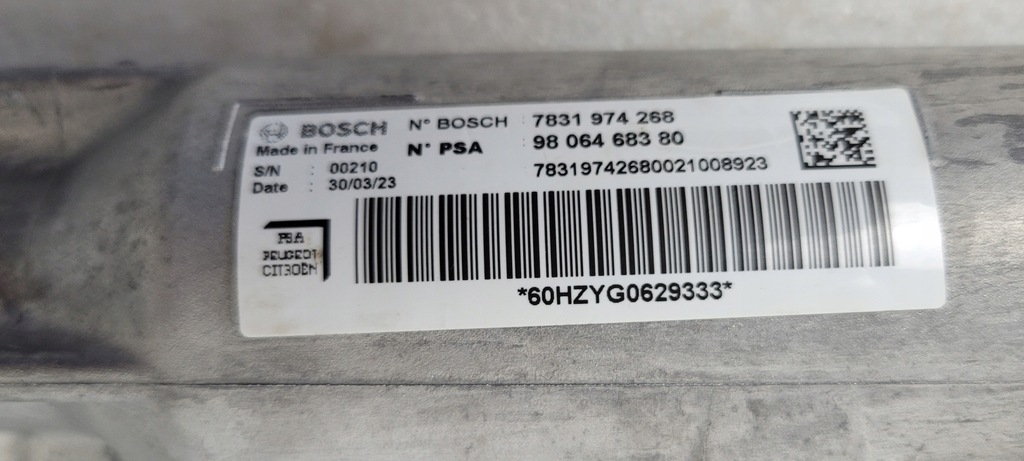 BOSCH
Made in France
S/N : 00210
Date : 30/03/23
N° BOSCH : 7831 974 268
N° PSA : 98 064 683 80
78319742680021008923
PSA
PEUGEOT
CITROËN
*60HZYG0629333*